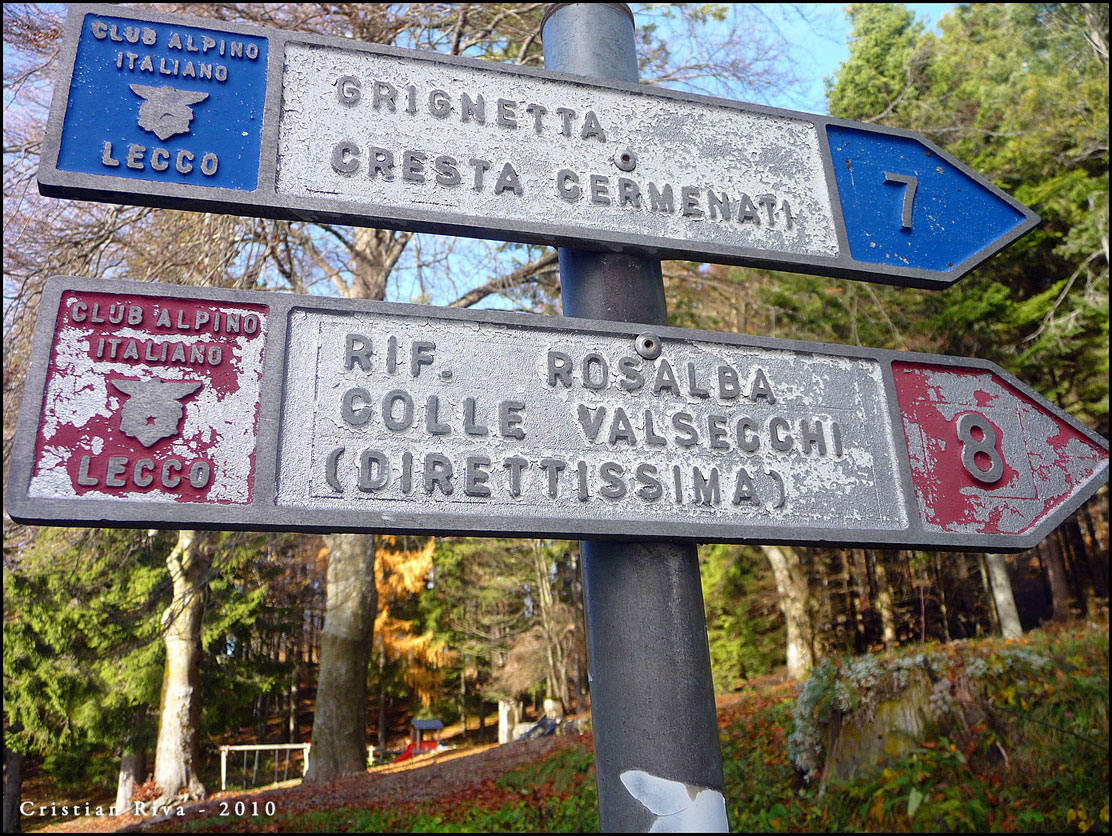 CLUB ALPINO
ITALIANO
LECCO
GRIGNETTA
CRESTA CERMENATI
7
CLUB ALPINO
ITALIANO
LECCO
RIF. ROSALBA
COLLE VALSECCHI
(DIRETTISSIMA)
8
Cristian Riva - 2010